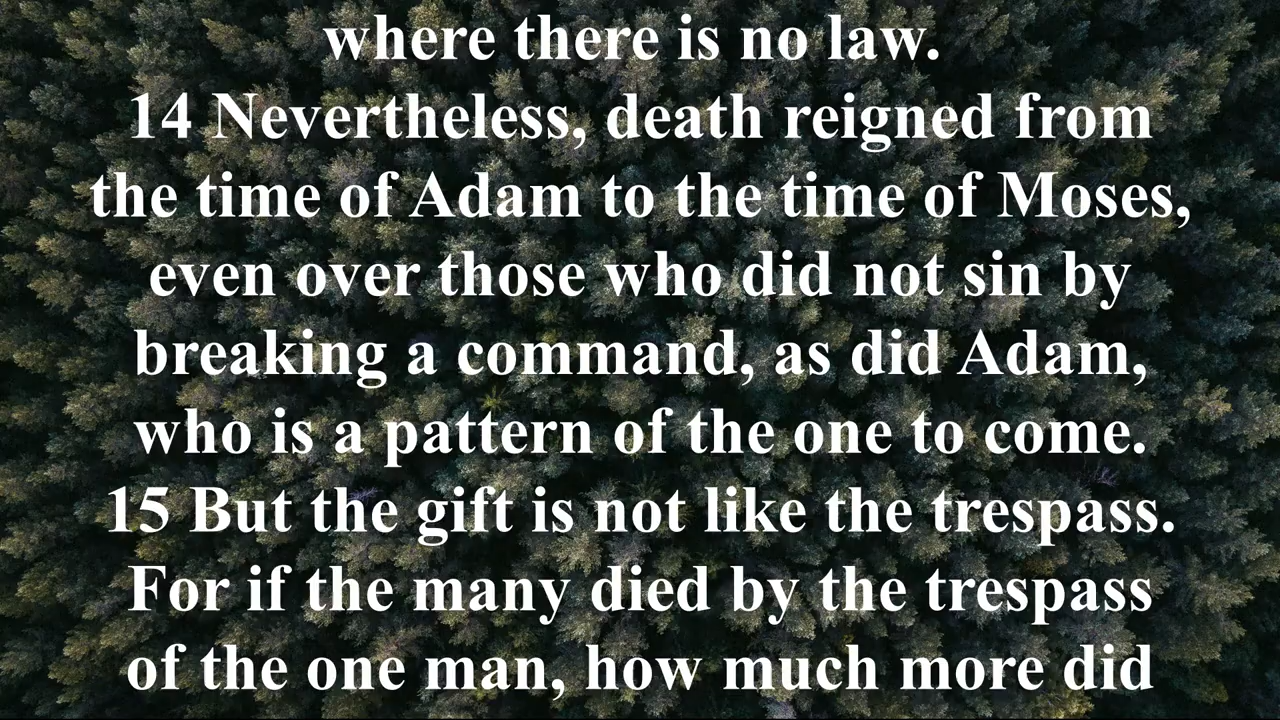 where there is no law.
14 Nevertheless, death reigned from
the time of Adam to the time of Moses,
even over those who did not sin by
breaking a command, as did Adam,
who is a pattern of the one to come.
15 But the gift is not like the trespass.
For if the many died by the trespass
of the one man, how much more did